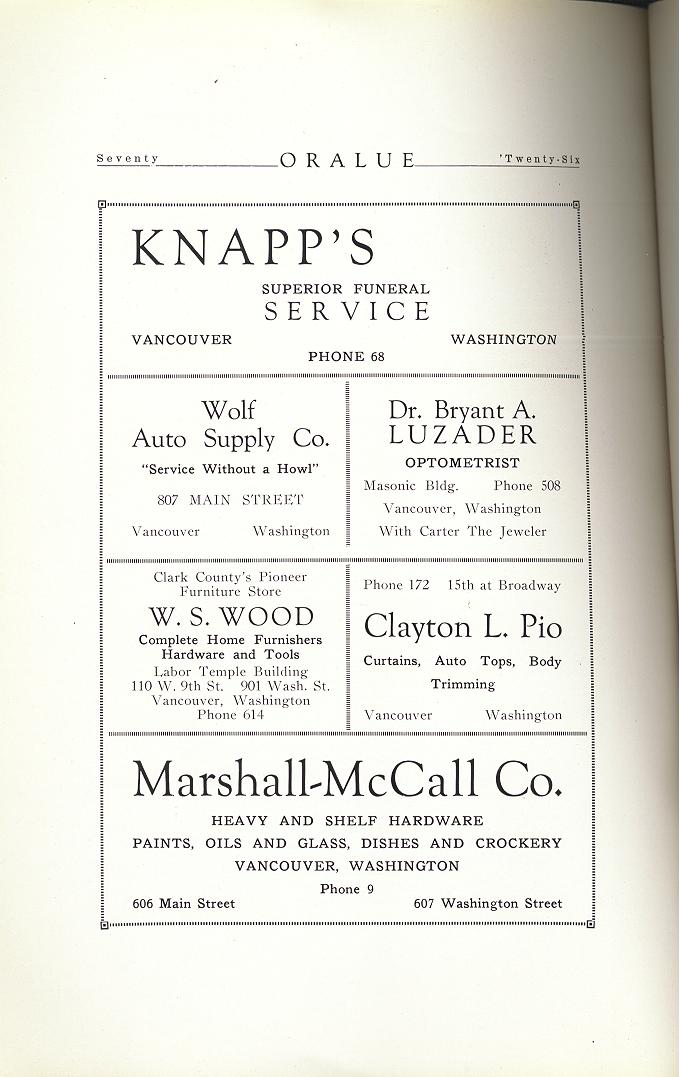 Seventy ORALUE 'Twenty-Six
KNAPP'S
SUPERIOR FUNERAL
SERVICE
VANCOUVER WASHINGTON
PHONE 68
Wolf
Auto Supply Co.
"Service Without a Howl"
807 MAIN STREET
Vancouver Washington
Dr. Bryant A.
LUZADER
OPTOMETRIST
Masonic Bldg. Phone 508
Vancouver, Washington
With Carter The Jeweler
Clark County's Pioneer
Furniture Store
W. S. WOOD
Complete Home Furnishers
Hardware and Tools
Labor Temple Building
110 W. 9th St. 901 Wash. St.
Vancouver, Washington
Phone 614
Phone 172 15th at Broadway
Clayton L. Pio
Curtains, Auto Tops, Body
Trimming
Vancouver Washington
Marshall-McCall Co.
HEAVY AND SHELF HARDWARE
PAINTS, OILS AND GLASS, DISHES AND CROCKERY
VANCOUVER, WASHINGTON
Phone 9
606 Main Street 607 Washington Street